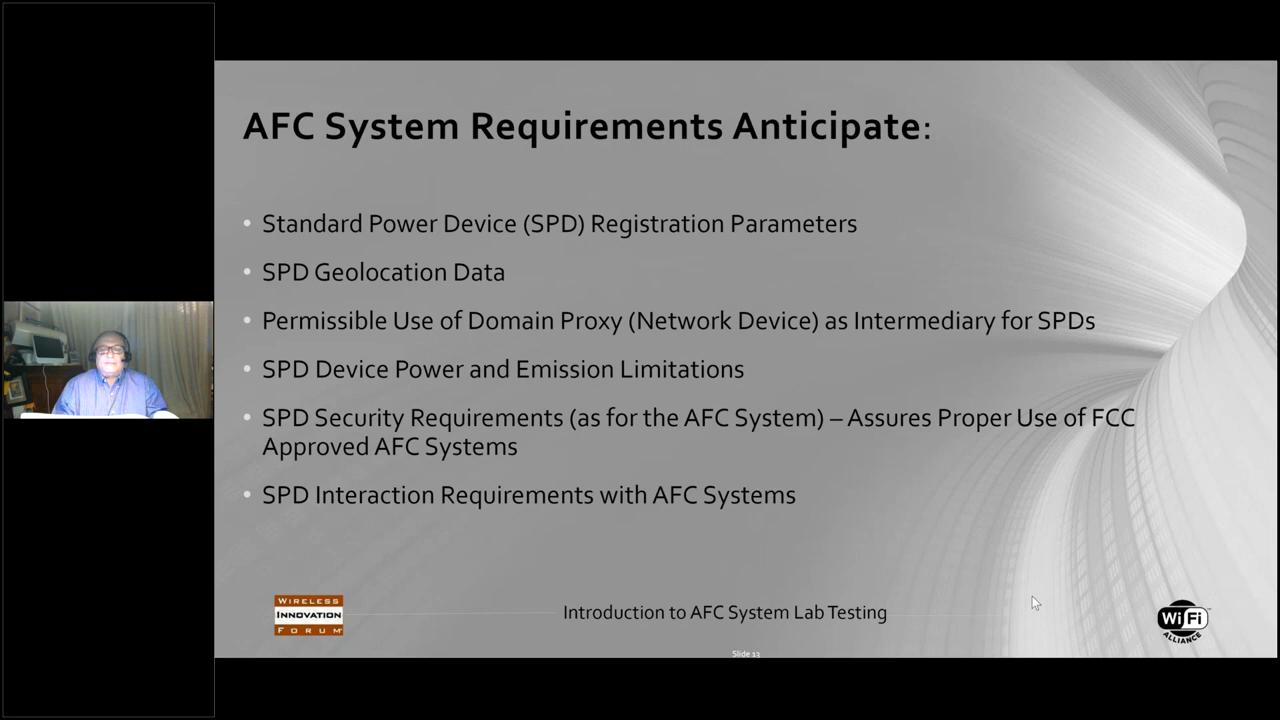 AFC System Requirements Anticipate:
• Standard Power Device (SPD) Registration Parameters
• SPD Geolocation Data
• Permissible Use of Domain Proxy (Network Device) as Intermediary for SPDs
• SPD Device Power and Emission Limitations
• SPD Security Requirements (as for the AFC System) – Assures Proper Use of FCC
Approved AFC Systems
• SPD Interaction Requirements with AFC Systems
WIRELESS
INNOVATION
FORUM
Introduction to AFC System Lab Testing
Wi Fi
ALLIANCE
Slide 13